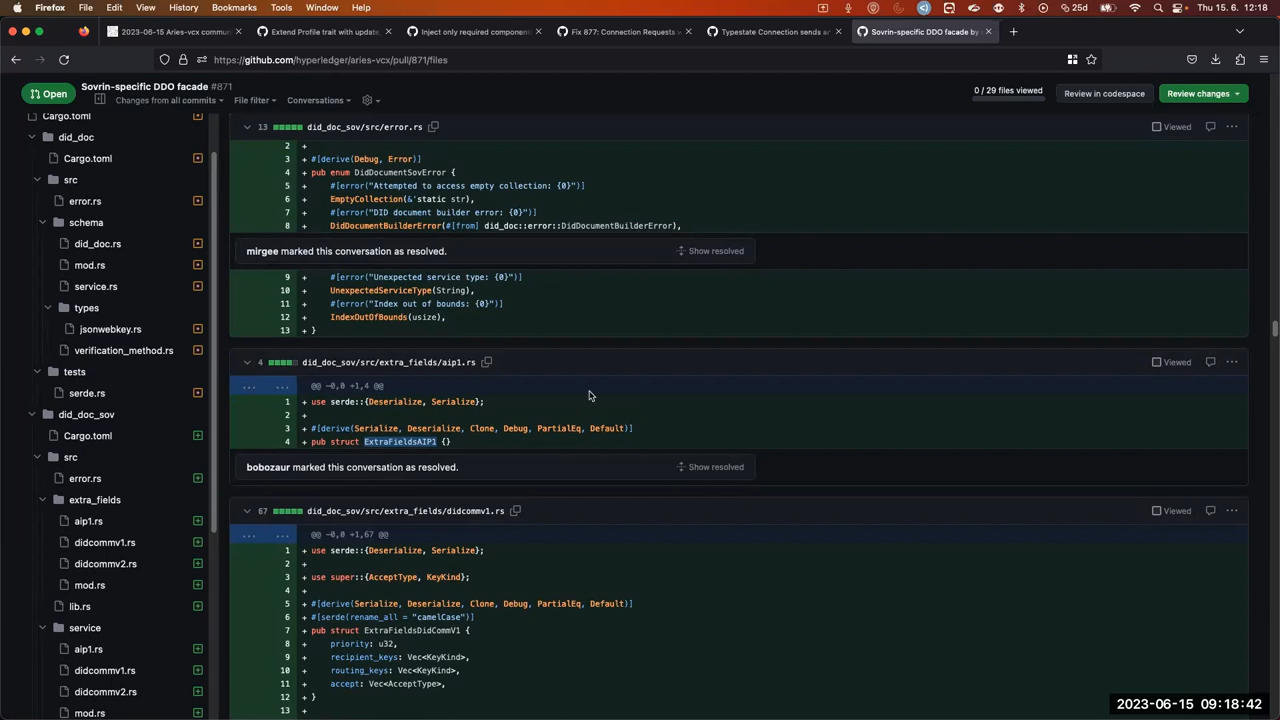 Firefox File Edit View History Bookmarks Tools Window Help 25d Thu 15. 6. 12:18
2023-06-15 Aries-vcx commun Extend Profile trait with update_ Inject only required component Fix 877: Connection Requests v Typestate Connection sends ar Sovrin-specific DDO facade by
https://github.com/hyperledger/aries-vcx/pull/871/files
Open Sovrin-specific DDO facade #871
Changes from all commits File filter Conversations
0 / 29 files viewed Review in codespace Review changes
Cargo.toml
did_doc
Cargo.toml
src
error.rs
schema
did_doc.rs
mod.rs
service.rs
types
jsonwebkey.rs
verification_method.rs
tests
serde.rs
did_doc_sov
Cargo.toml
src
error.rs
extra_fields
aip1.rs
didcommv1.rs
didcommv2.rs
mod.rs
lib.rs
service
aip1.rs
didcommv1.rs
didcommv2.rs
mod.rs
13 did_doc_sov/src/error.rs Viewed
2 +
3 + #[derive(Debug, Error)]
4 + pub enum DidDocumentSovError {
5 + #[error("Attempted to access empty collection: {0}")]
6 + EmptyCollection(&'static str),
7 + #[error("DID document builder error: {0}")]
8 + DidDocumentBuilderError(#[from] did_doc::error::DidDocumentBuilderError),
mirgee marked this conversation as resolved. Show resolved
9 + #[error("Unexpected service type: {0}")]
10 + UnexpectedServiceType(String),
11 + #[error("Index out of bounds: {0}")]
12 + IndexOutOfBounds(usize),
13 + }
4 did_doc_sov/src/extra_fields/aip1.rs Viewed
... ... @@ -0,0 +1,4 @@
1 + use serde::{Deserialize, Serialize};
2 +
3 + #[derive(Serialize, Deserialize, Clone, Debug, PartialEq, Default)]
4 + pub struct ExtraFieldsAIP1 {}
bobozaur marked this conversation as resolved. Show resolved
67 did_doc_sov/src/extra_fields/didcommv1.rs Viewed
... ... @@ -0,0 +1,67 @@
1 + use serde::{Deserialize, Serialize};
2 +
3 + use super::{AcceptType, KeyKind};
4 +
5 + #[derive(Serialize, Deserialize, Clone, Debug, PartialEq, Default)]
6 + #[serde(rename_all = "camelCase")]
7 + pub struct ExtraFieldsDidCommV1 {
8 + priority: u32,
9 + recipient_keys: Vec<KeyKind>,
10 + routing_keys: Vec<KeyKind>,
11 + accept: Vec<AcceptType>,
12 + }
13 +
2023-06-15 09:18:42